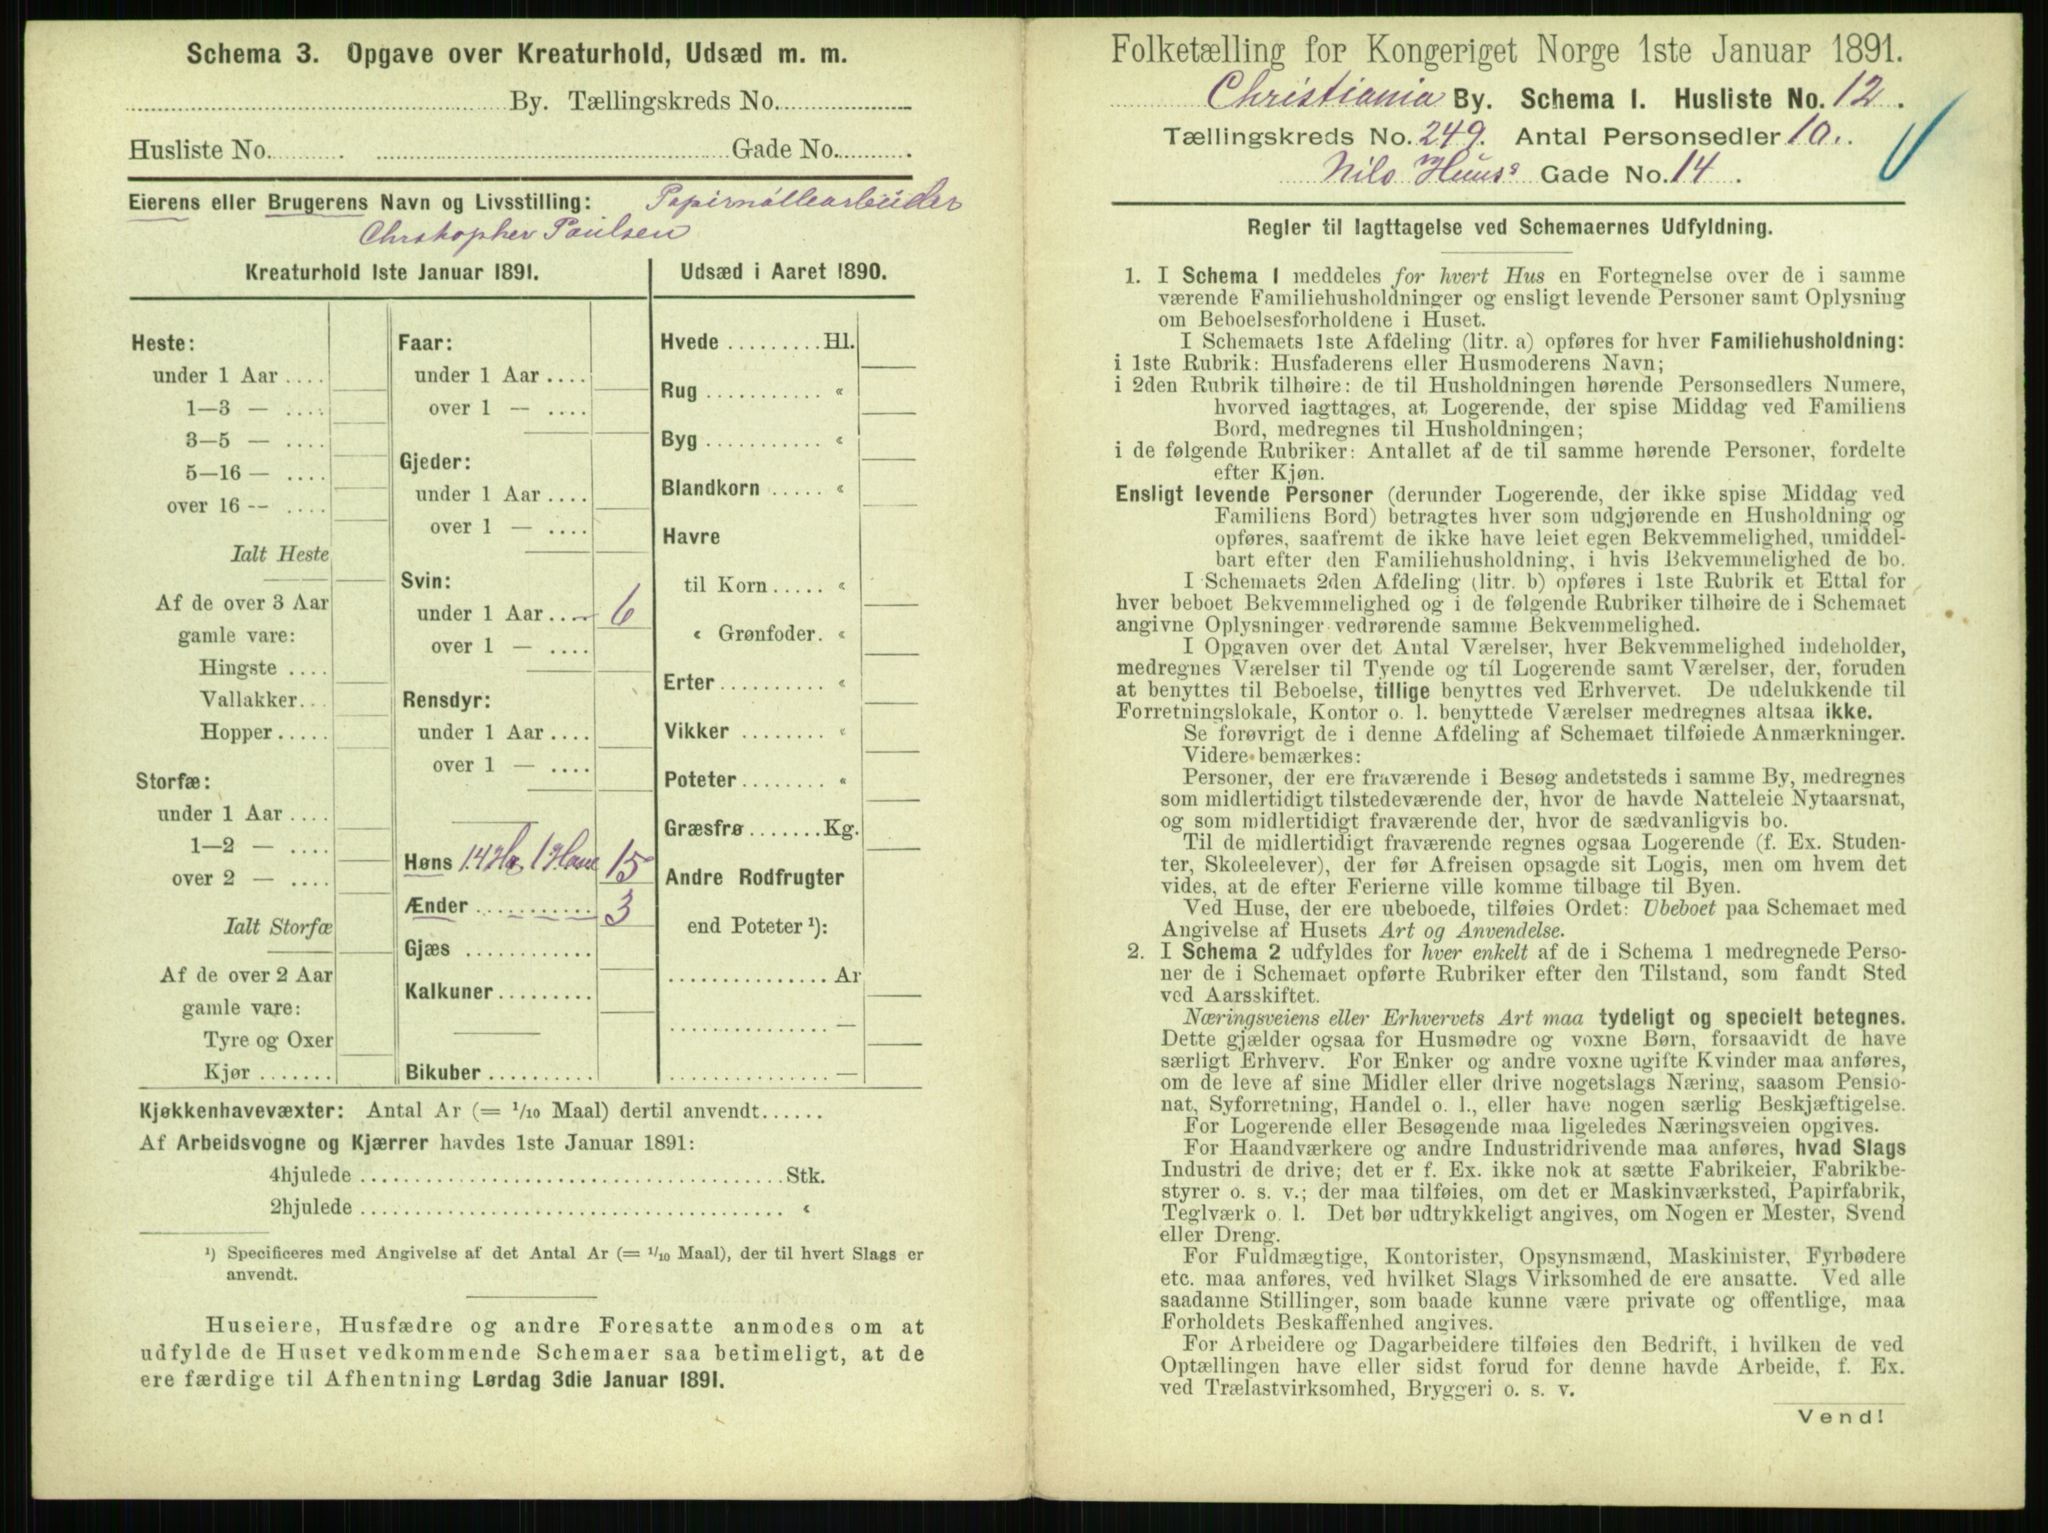 Schema 3. Opgave over Kreaturhold, Udsæd m. m.
By. Tællingskreds No.
Husliste No. Gade No.
Eierens eller Brugerens Navn og Livsstilling: Papirmøllearbeider
Chrstopher Paulsen
Kreaturhold 1ste Januar 1891.
Heste:
under 1 Aar ....
1—3 — ....
3—5 — ....
5—16 — ....
over 16 -- ....
Ialt Heste
Af de over 3 Aar
gamle vare:
Hingste ....
Vallakker...
Hopper .....
Storfæ:
under 1 Aar ....
1—2 — ....
over 2 — ....
Ialt Storfæ
Af de over 2 Aar
gamle vare:
Tyre og Oxer
Kjør .......
Faar:
under 1 Aar ....
over 1 — ....
Gjeder:
under 1 Aar ....
over 1 — ....
Svin:
under 1 Aar .... 6
over 1 — ....
Rensdyr:
under 1 Aar ....
over 1 — ....
Høns 14 Hø, 1 Hane 15
Ænder ........... 3
Gjæs ............
Kalkuner.........
Bikuber ..........
Udsæd i Aaret 1890.
Hvede .........Hl.
Rug ........... «
Byg ........... «
Blandkorn ..... «
Havre
til Korn ..... «
« Grønfoder. «
Erter.......... «
Vikker ........ «
Poteter........ «
Græsfrø.......Kg.
Andre Rodfrugter
end Poteter ¹):
............... Ar
............... —
............... —
Kjøkkenhavevæxter: Antal Ar (= 1/10 Maal) dertil anvendt......
Af Arbeidsvogne og Kjærrer havdes 1ste Januar 1891:
4hjulede ........................................Stk.
2hjulede ........................................ «
¹) Specificeres med Angivelse af det Antal Ar (= 1/10 Maal), der til hvert Slags er
anvendt.
Huseiere, Husfædre og andre Foresatte anmodes om at
udfylde de Huset vedkommende Schemaer saa betimeligt, at de
ere færdige til Afhentning Lørdag 3die Januar 1891.
Folketælling for Kongeriget Norge 1ste Januar 1891.
Christiania By. Schema 1. Husliste No. 12.
Tællingskreds No. 249. Antal Personsedler 10.
Nils Huus's Gade No. 14.
Regler til Iagttagelse ved Schemaernes Udfyldning.
1. I Schema 1 meddeles for hvert Hus en Fortegnelse over de i samme
værende Familiehusholdninger og ensligt levende Personer samt Oplysning
om Beboelsesforholdene i Huset.
I Schemaets 1ste Afdeling (litr. a) opføres for hver Familiehusholdning:
i 1ste Rubrik: Husfaderens eller Husmoderens Navn;
i 2den Rubrik tilhøire: de til Husholdningen hørende Personsedlers Numere,
hvorved iagttages, at Logerende, der spise Middag ved Familiens
Bord, medregnes til Husholdningen;
i de følgende Rubriker: Antallet af de til samme hørende Personer, fordelte
efter Kjøn.
Ensligt levende Personer (derunder Logerende, der ikke spise Middag ved
Familiens Bord) betragtes hver som udgjørende en Husholdning og
opføres, saafremt de ikke have leiet egen Bekvemmelighed, umiddel-
bart efter den Familiehusholdning, i hvis Bekvemmelighed de bo.
I Schemaets 2den Afdeling (litr. b) opføres i 1ste Rubrik et Ettal for
hver beboet Bekvemmelighed og i de følgende Rubriker tilhøire de i Schemaet
angivne Oplysninger vedrørende samme Bekvemmelighed.
I Opgaven over det Antal Værelser, hver Bekvemmelighed indeholder,
medregnes Værelser til Tyende og til Logerende samt Værelser, der, foruden
at benyttes til Beboelse, tillige benyttes ved Erhvervet. De udelukkende til
Forretningslokale, Kontor o. l. benyttede Værelser medregnes altsaa ikke.
Se forøvrigt de i denne Afdeling af Schemaet tilføiede Anmærkninger.
Videre bemærkes:
Personer, der ere fraværende i Besøg andetsteds i samme By, medregnes
som midlertidigt tilstedeværende der, hvor de havde Natteleie Nytaarsnat,
og som midlertidigt fraværende der, hvor de sædvanligvis bo.
Til de midlertidigt fraværende regnes ogsaa Logerende (f. Ex. Studen-
ter, Skoleelever), der før Afreisen opsagde sit Logis, men om hvem det
vides, at de efter Ferierne ville komme tilbage til Byen.
Ved Huse, der ere ubeboede, tilføies Ordet: Ubeboet paa Schemaet med
Angivelse af Husets Art og Anvendelse.
2. I Schema 2 udfyldes for hver enkelt af de i Schema 1 medregnede Perso-
ner de i Schemaet opførte Rubriker efter den Tilstand, som fandt Sted
ved Aarsskiftet.
Næringsveiens eller Erhvervets Art maa tydeligt og specielt betegnes.
Dette gjælder ogsaa for Husmødre og voxne Børn, forsaavidt de have
særligt Erhverv. For Enker og andre voxne ugifte Kvinder maa anføres,
om de leve af sine Midler eller drive nogetslags Næring, saasom Pensio-
nat, Syforretning, Handel o. l., eller have nogen særlig Beskjæftigelse.
For Logerende eller Besøgende maa ligeledes Næringsveien opgives.
For Haandværkere og andre Industridrivende maa anføres, hvad Slags
Industri de drive; det er f. Ex. ikke nok at sætte Fabrikeier, Fabrikbe-
styrer o. s. v.; der maa tilføies, om det er Maskinværksted, Papirfabrik,
Teglværk o. l. Det bør udtrykkeligt angives, om Nogen er Mester, Svend
eller Dreng.
For Fuldmægtige, Kontorister, Opsynsmænd, Maskinister, Fyrbødere
etc. maa anføres, ved hvilket Slags Virksomhed de ere ansatte. Ved alle
saadanne Stillinger, som baade kunne være private og offentlige, maa
Forholdets Beskaffenhed angives.
For Arbeidere og Dagarbeidere tilføies den Bedrift, i hvilken de ved
Optællingen have eller sidst forud for denne havde Arbeide, f. Ex.
ved Trælastvirksomhed, Bryggeri o. s. v.
Vend!